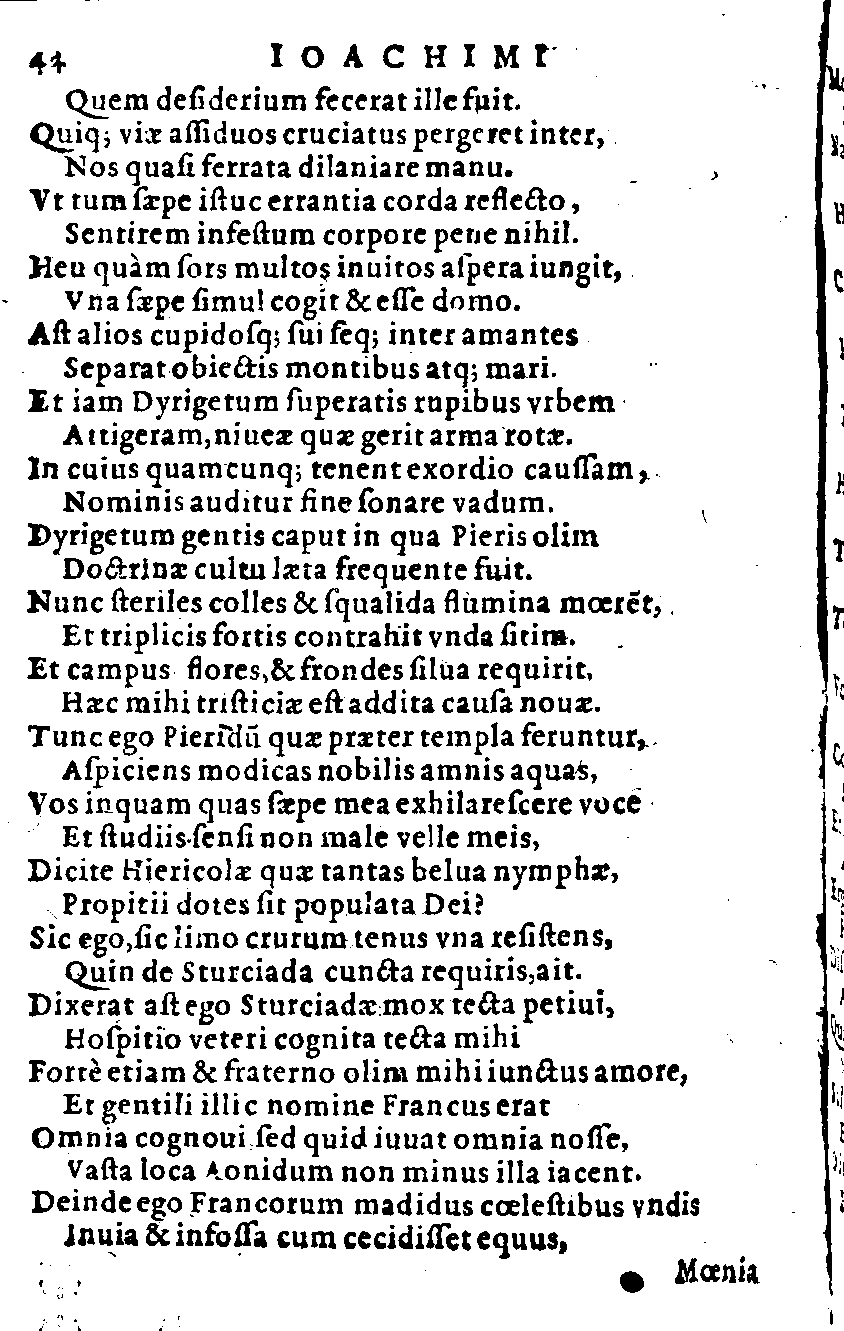 44 IOACHIMI
Quem deſiderium fecerat ille fuit.
Quiq; viæ aſſiduos cruciatus pergeret inter,
Nos quaſi ferrata dilaniare manu.
Vt tum ſæpe iſtuc errantia corda reflecto,
Sentirem infeſtum corpore pene nihil.
Heu quàm ſors multos inuitos aſpera iungit,
Vna ſæpe ſimul cogit & eſſe domo.
Aſt alios cupidoſq; ſui ſeq; inter amantes
Separat obiectis montibus atq; mari.
Et iam Dyrigetum ſuperatis rupibus vrbem
Attigeram, niueæ quæ gerit arma rotæ.
In cuius quamcunq; tenent exordio cauſſam,
Nominis auditur fine ſonare vadum.
Dyrigetum gentis caput in qua Pieris olim
Doctrinæ cultu læta frequente fuit.
Nunc ſteriles colles & ſqualida flumina mœrēt,
Et triplicis fortis contrahit vnda ſitim.
Et campus flores, & frondes ſilua requirit,
Hæc mihi triſticiæ eſt addita cauſa nouæ.
Tunc ego Pieridū quæ præter templa feruntur,
Aſpiciens modicas nobilis amnis aquas,
Vos inquam quas ſæpe mea exhilareſcere voce
Et ſtudiis ſenſi non male velle meis,
Dicite Hiericolæ quæ tantas belua nymphæ,
Propitii dotes ſit populata Dei?
Sic ego, ſic limo crurum tenus vna reſiſtens,
Quin de Sturciada cuncta requiris, ait.
Dixerat aſt ego Sturciadæ mox tecta petiui,
Hoſpitio veteri cognita tecta mihi
Fortè etiam & fraterno olim mihi iunctus amore,
Et gentili illic nomine Francus erat
Omnia cognoui ſed quid iuuat omnia noſſe,
Vaſta loca Aonidum non minus illa iacent.
Deinde ego Francorum madidus cœleſtibus vndis
Inuia & infoſſa cum cecidiſſet equus,
Mœnia